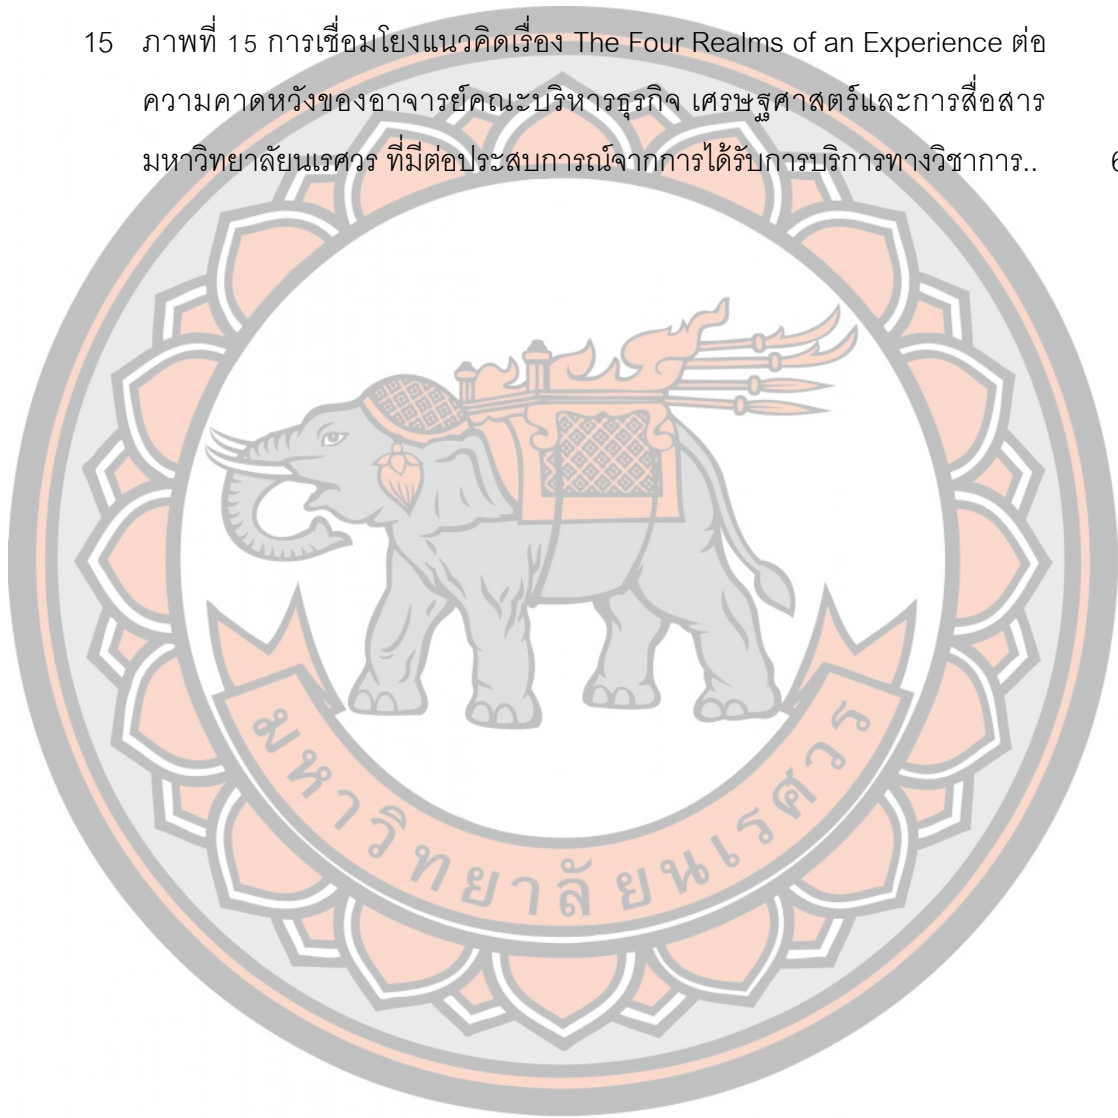 15 ภาพที่ 15 การเชื่อมโยงแนวคิดเรื่อง The Four Realms of an Experience ต่อ
ความคาดหวังของอาจารย์คณะบริหารธุรกิจ เศรษฐศาสตร์และการสื่อสาร
มหาวิทยาลัยนเรศวร ที่มีต่อประสบการณ์จากการได้รับการบริการทางวิชาการ..
มหาวิทยาลัยนเรศวร